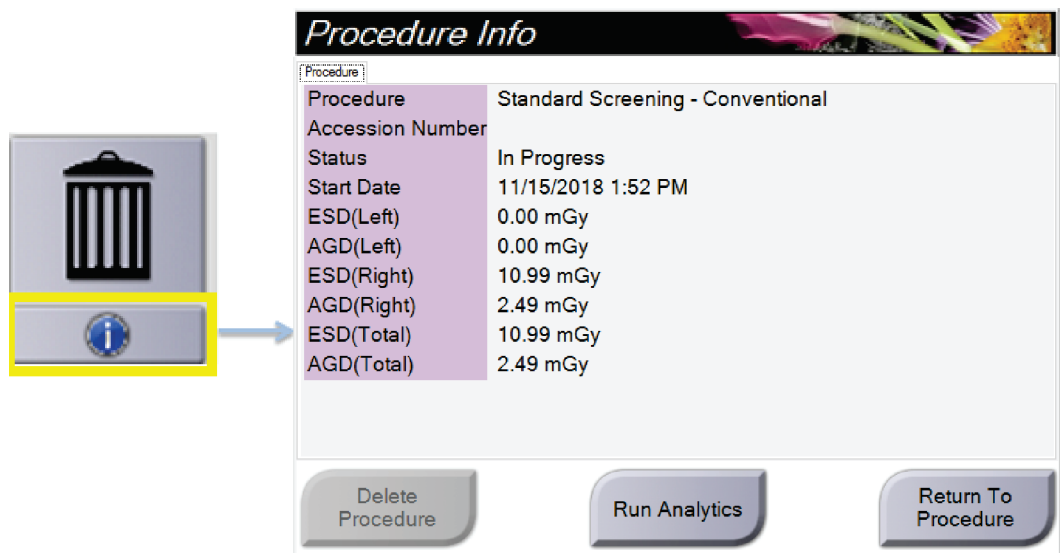 Procedure Info
Procedure
Procedure Standard Screening - Conventional
Accession Number
Status In Progress
Start Date 11/15/2018 1:52 PM
ESD(Left) 0.00 mGy
AGD(Left) 0.00 mGy
ESD(Right) 10.99 mGy
AGD(Right) 2.49 mGy
ESD(Total) 10.99 mGy
AGD(Total) 2.49 mGy
i
Delete
Procedure
Run Analytics
Return To
Procedure